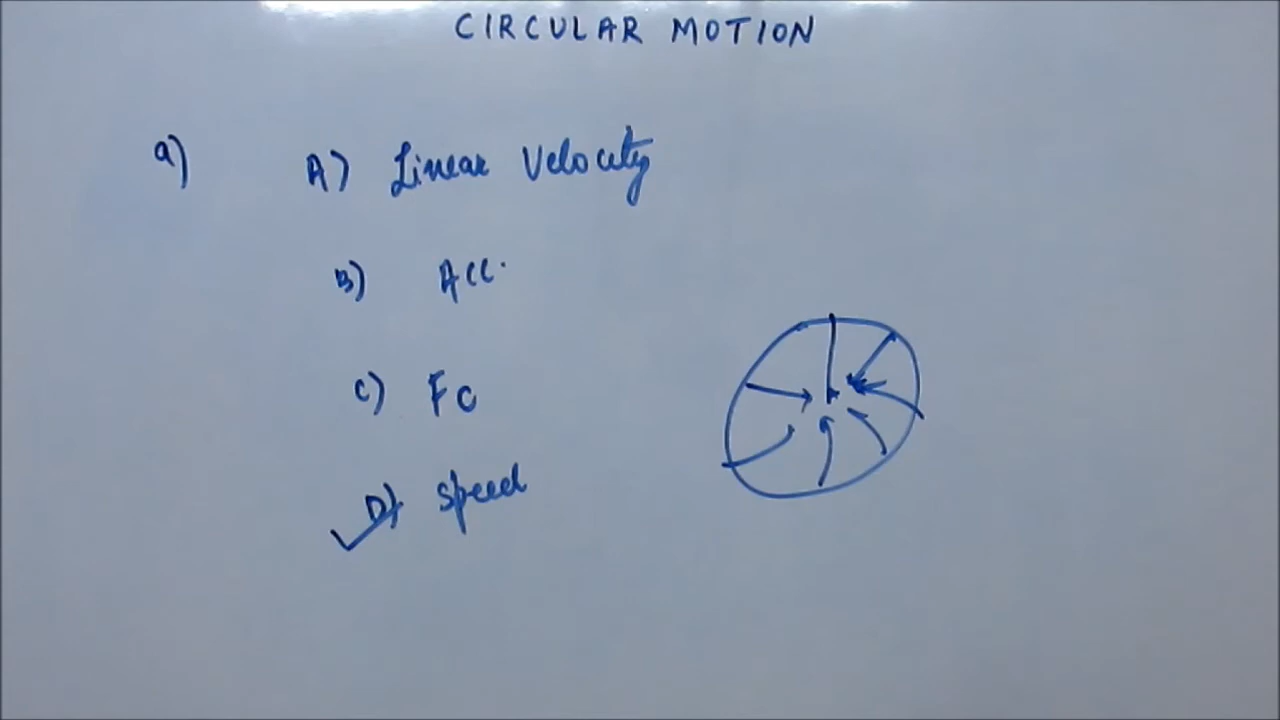 CIRCULAR MOTION
a) A) Linear Velocity
B) Acc.
C) Fc
D) Speed